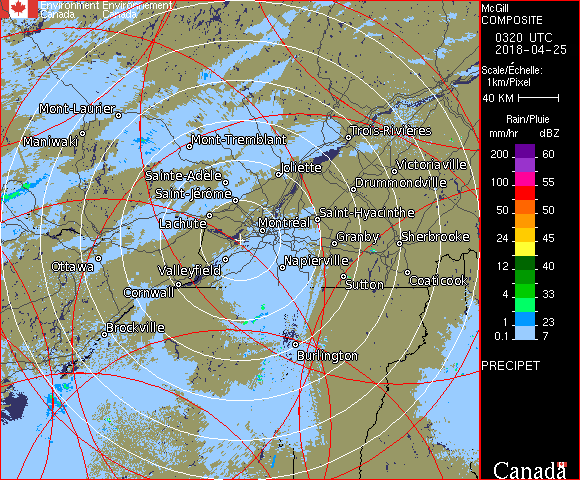 Environment Environnement
Canada Canada
Mont-Laurier
Maniwaki
Mont-Tremblant
Trois-Rivières
Joliette
Victoriaville
Sainte-Adèle
Drummondville
Saint-Jérôme
Lachute
Montréal
Saint-Hyacinthe
Granby
Sherbrooke
Ottawa
Valleyfield
Napierville
Sutton
Coaticook
Cornwall
Brockville
Burlington
McGill
COMPOSITE
0320 UTC
2018-04-25
Scale/Échelle:
1km/Pixel
40 KM
Rain/Pluie
mm/hr dBZ
200 60
100 55
50 50
24 45
12 40
4 33
1 23
0.1 7
PRECIPET
Canada